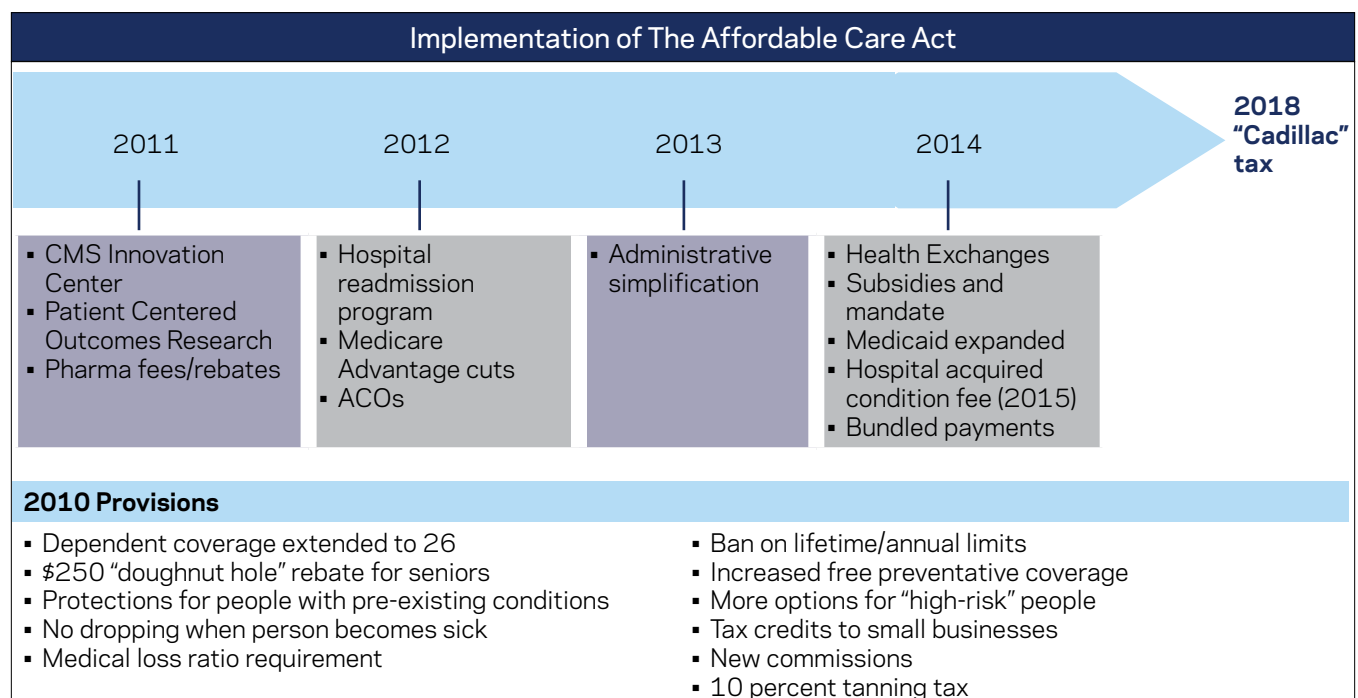 Implementation of The Affordable Care Act
2011
2012
2013
2014
2018
“Cadillac”
tax
▪ CMS Innovation
Center
▪ Patient Centered
Outcomes Research
▪ Pharma fees/rebates
▪ Hospital
readmission
program
▪ Medicare
Advantage cuts
▪ ACOs
▪ Administrative
simplification
▪ Health Exchanges
▪ Subsidies and
mandate
▪ Medicaid expanded
▪ Hospital acquired
condition fee (2015)
▪ Bundled payments
2010 Provisions
▪ Dependent coverage extended to 26
▪ $250 “doughnut hole” rebate for seniors
▪ Protections for people with pre-existing conditions
▪ No dropping when person becomes sick
▪ Medical loss ratio requirement
▪ Ban on lifetime/annual limits
▪ Increased free preventative coverage
▪ More options for “high-risk” people
▪ Tax credits to small businesses
▪ New commissions
▪ 10 percent tanning tax